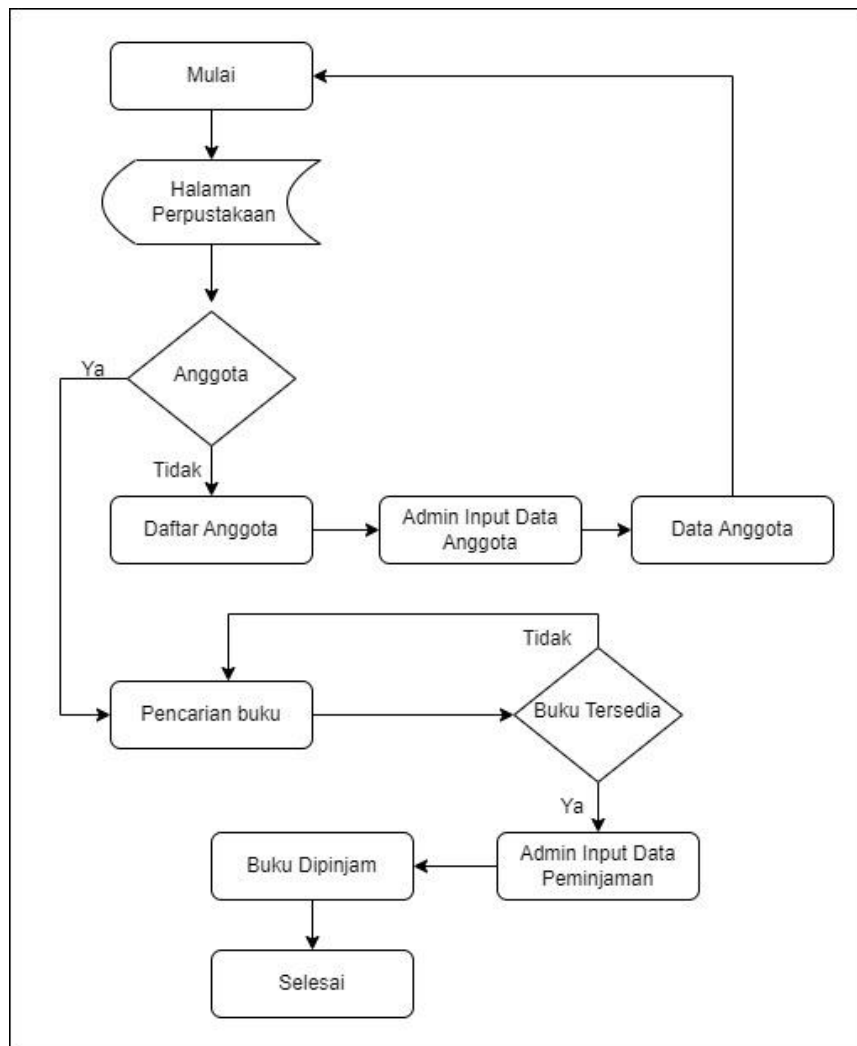 Mulai
Halaman
Perpustakaan
Anggota
Ya
Tidak
Daftar Anggota
Admin Input Data
Anggota
Data Anggota
Tidak
Pencarian buku
Buku Tersedia
Ya
Admin Input Data
Peminjaman
Buku Dipinjam
Selesai